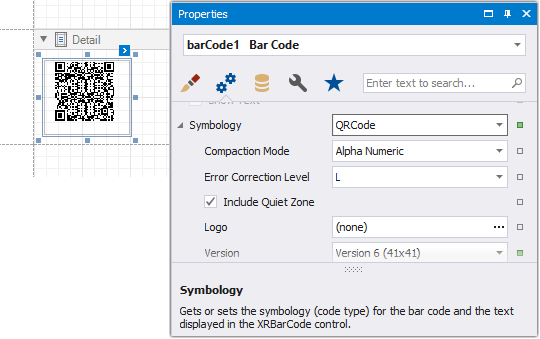 Properties
Detail
barCode1 Bar Code
Enter text to search...
Show Text
Symbology QRCode
Compaction Mode Alpha Numeric
Error Correction Level L
Include Quiet Zone
Logo (none) ...
Version Version 6 (41x41)
Symbology
Gets or sets the symbology (code type) for the bar code and the text
displayed in the XRBarCode control.